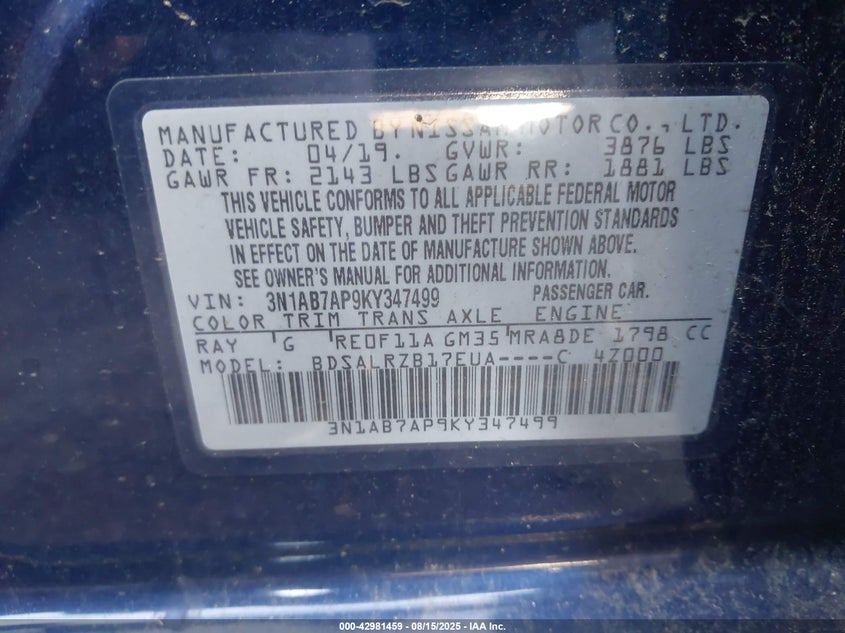 MANUFACTURED BY NISSAN MOTOR CO., LTD.
DATE: 04/19. GVWR: 3876 LBS
GAWR FR: 2143 LBS GAWR RR: 1881 LBS
THIS VEHICLE CONFORMS TO ALL APPLICABLE FEDERAL MOTOR
VEHICLE SAFETY, BUMPER AND THEFT PREVENTION STANDARDS
IN EFFECT ON THE DATE OF MANUFACTURE SHOWN ABOVE.
SEE OWNER'S MANUAL FOR ADDITIONAL INFORMATION.
VIN: 3N1AB7AP9KY347499 PASSENGER CAR.
COLOR TRIM TRANS AXLE ENGINE
RAY G RE0F11A GM35 MRA8DE 1798 CC
MODEL: BDSALRZB17EUA----C 4Z000
3N1AB7AP9KY347499
000-42981459 - 08/15/2025 - IAA Inc.